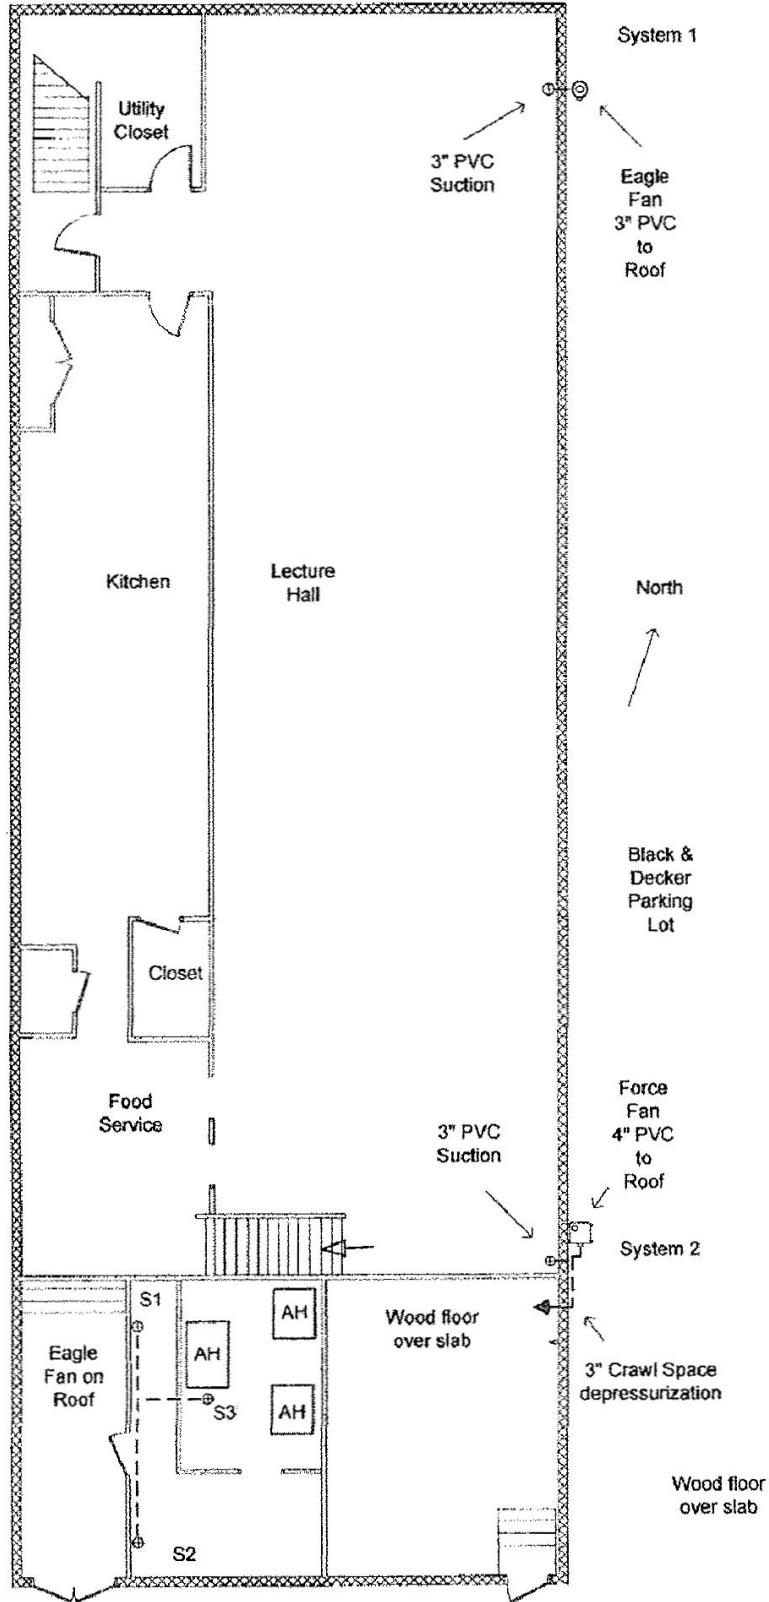 System 1
Utility
Closet
3" PVC
Suction
Eagle
Fan
3" PVC
to
Roof
Kitchen
Lecture
Hall
North
Black &
Decker
Parking
Lot
Closet
Food
Service
3" PVC
Suction
Force
Fan
4" PVC
to
Roof
System 2
S1
AH
AH
Wood floor
over slab
Eagle
Fan on
Roof
S3
AH
3" Crawl Space
depressurization
Wood floor
over slab
S2